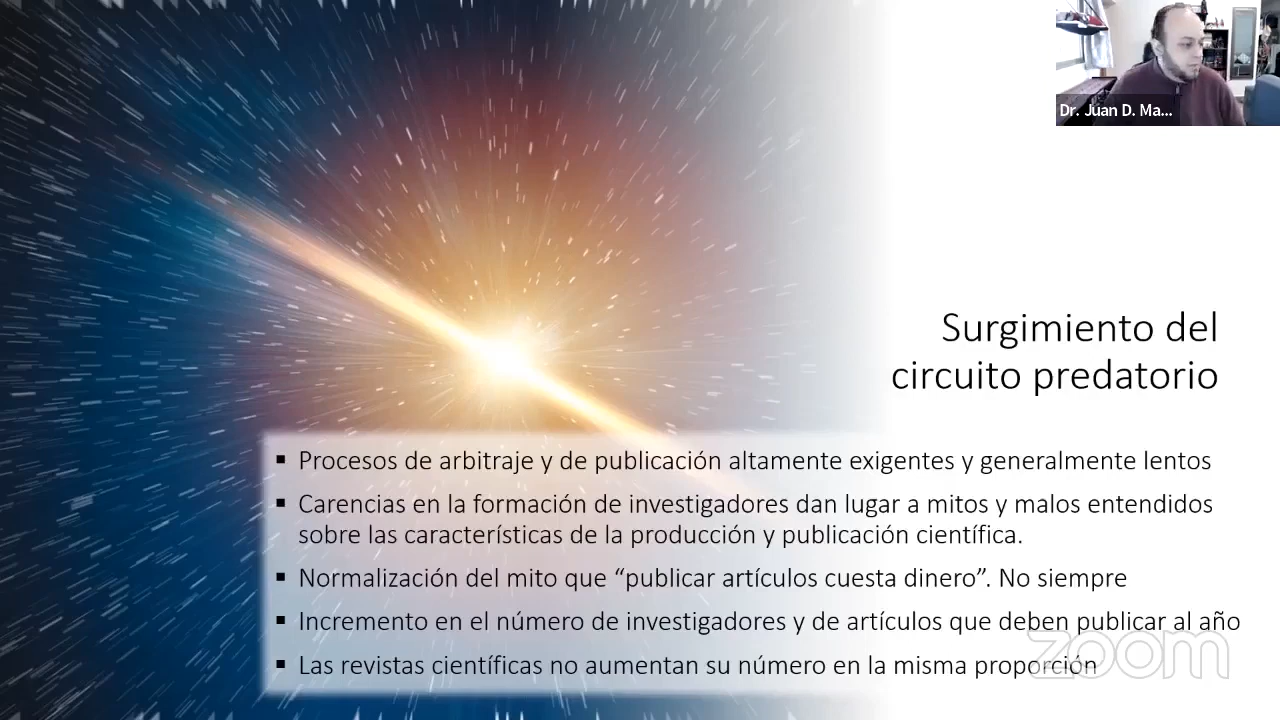 Dr. Juan D. Ma...
Surgimiento del
circuito predatorio
▪ Procesos de arbitraje y de publicación altamente exigentes y generalmente lentos
▪ Carencias en la formación de investigadores dan lugar a mitos y malos entendidos
sobre las características de la producción y publicación científica.
▪ Normalización del mito que “publicar artículos cuesta dinero”. No siempre
▪ Incremento en el número de investigadores y de artículos que deben publicar al año
▪ Las revistas científicas no aumentan su número en la misma proporción
zoom